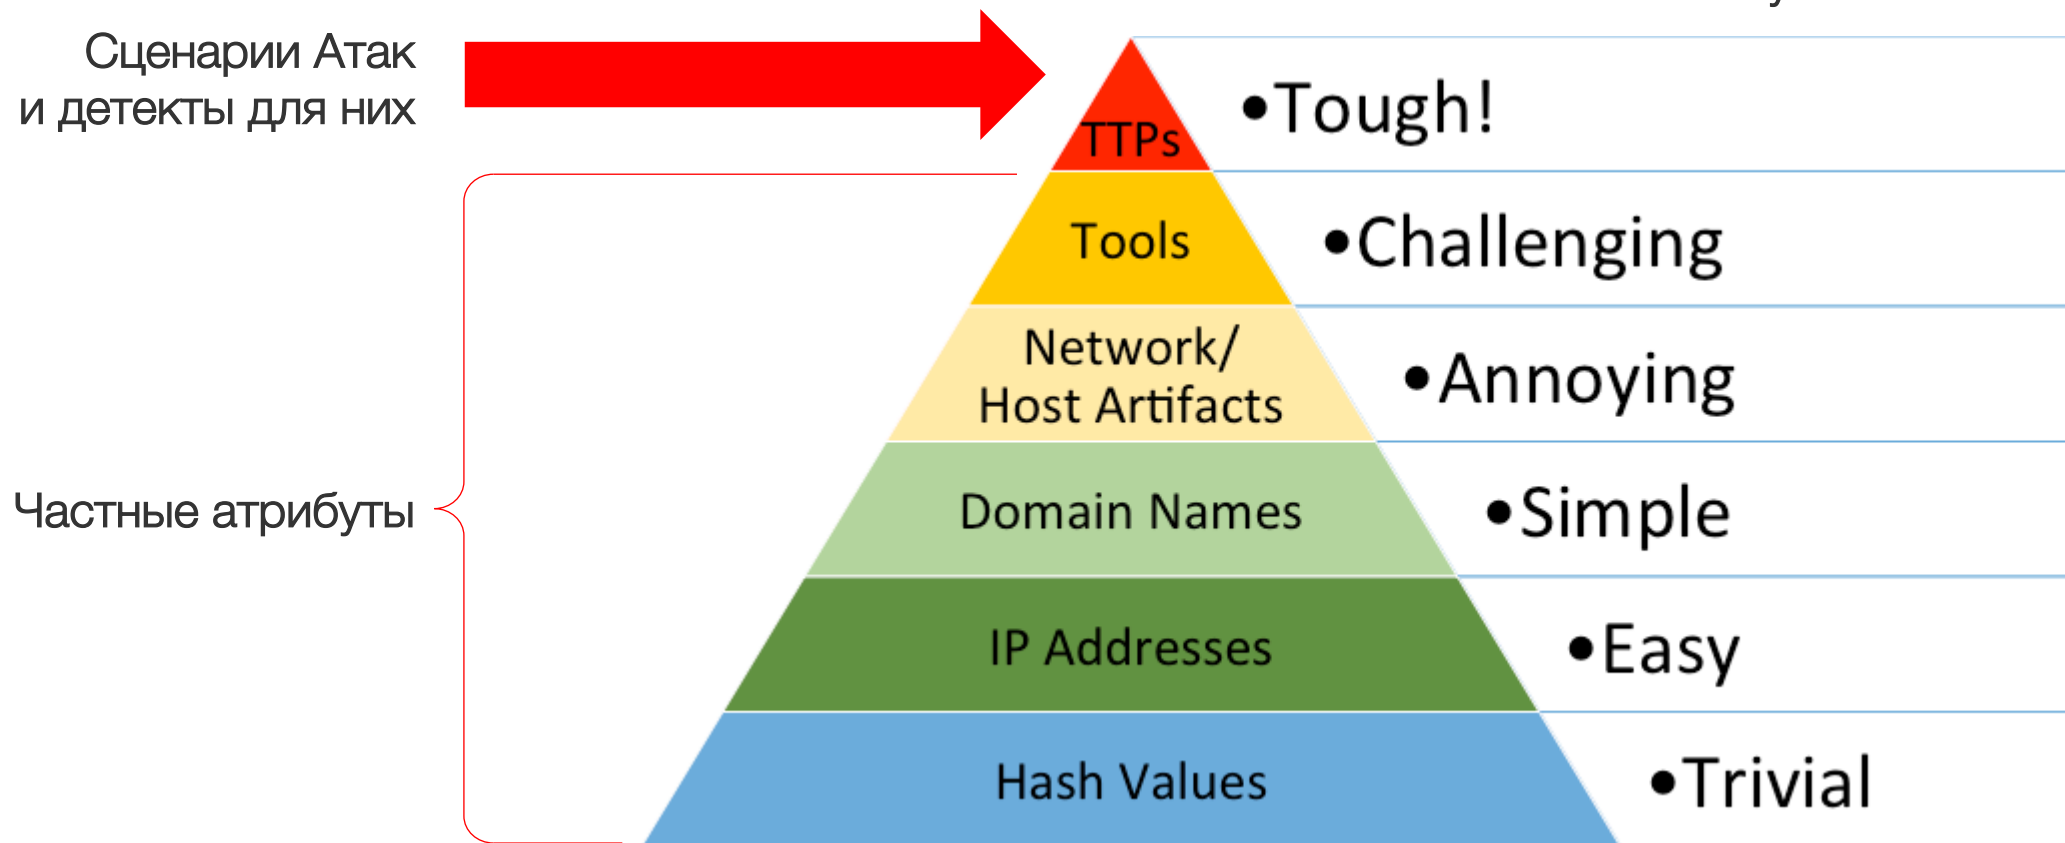 Сценарии Атак
и детекты для них
TTPs
•Tough!
Tools
•Challenging
Network/
Host Artifacts
•Annoying
Частные атрибуты
Domain Names
•Simple
IP Addresses
•Easy
Hash Values
•Trivial